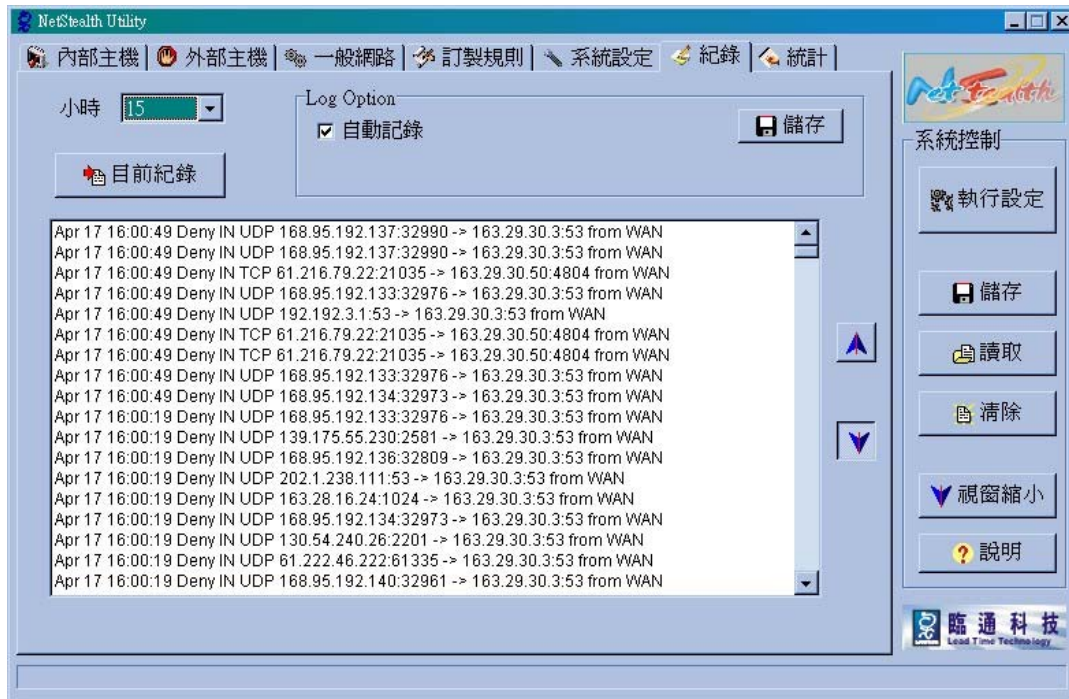 NetStealth Utility
內部主機 外部主機 一般網路 訂製規則 系統設定 紀錄 統計
小時 15
Log Option
自動記錄
儲存
目前紀錄
Apr 17 16:00:49 Deny IN UDP 168.95.192.137:32990 -> 163.29.30.3:53 from WAN
Apr 17 16:00:49 Deny IN UDP 168.95.192.137:32990 -> 163.29.30.3:53 from WAN
Apr 17 16:00:49 Deny IN TCP 61.216.79.22:21035 -> 163.29.30.50:4804 from WAN
Apr 17 16:00:49 Deny IN UDP 168.95.192.133:32976 -> 163.29.30.3:53 from WAN
Apr 17 16:00:49 Deny IN UDP 192.192.3.1:53 -> 163.29.30.3:53 from WAN
Apr 17 16:00:49 Deny IN TCP 61.216.79.22:21035 -> 163.29.30.50:4804 from WAN
Apr 17 16:00:49 Deny IN TCP 61.216.79.22:21035 -> 163.29.30.50:4804 from WAN
Apr 17 16:00:49 Deny IN UDP 168.95.192.133:32976 -> 163.29.30.3:53 from WAN
Apr 17 16:00:49 Deny IN UDP 168.95.192.134:32973 -> 163.29.30.3:53 from WAN
Apr 17 16:00:19 Deny IN UDP 168.95.192.133:32976 -> 163.29.30.3:53 from WAN
Apr 17 16:00:19 Deny IN UDP 139.175.55.230:2581 -> 163.29.30.3:53 from WAN
Apr 17 16:00:19 Deny IN UDP 168.95.192.136:32809 -> 163.29.30.3:53 from WAN
Apr 17 16:00:19 Deny IN UDP 202.1.238.111:53 -> 163.29.30.3:53 from WAN
Apr 17 16:00:19 Deny IN UDP 163.28.16.24:1024 -> 163.29.30.3:53 from WAN
Apr 17 16:00:19 Deny IN UDP 168.95.192.134:32973 -> 163.29.30.3:53 from WAN
Apr 17 16:00:19 Deny IN UDP 130.54.240.26:2201 -> 163.29.30.3:53 from WAN
Apr 17 16:00:19 Deny IN UDP 61.222.46.222:61335 -> 163.29.30.3:53 from WAN
Apr 17 16:00:19 Deny IN UDP 168.95.192.140:32961 -> 163.29.30.3:53 from WAN
NetStealth
系統控制
執行設定
儲存
讀取
清除
視窗縮小
說明
臨通科技
Lead Time Technology